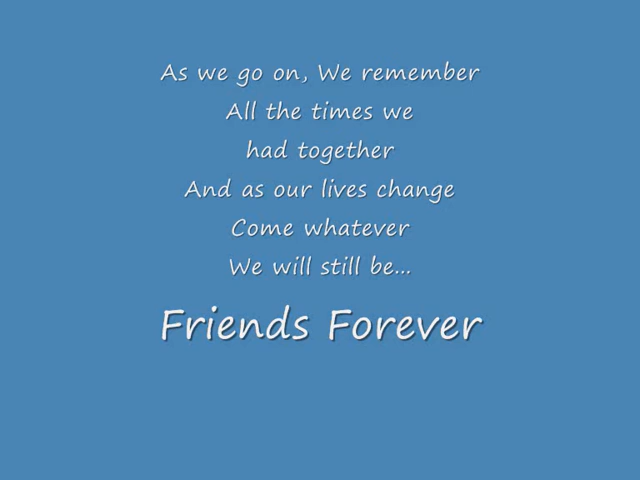 As we go on, We remember
All the times we
had together
And as our lives change
Come whatever
We will still be...
Friends Forever